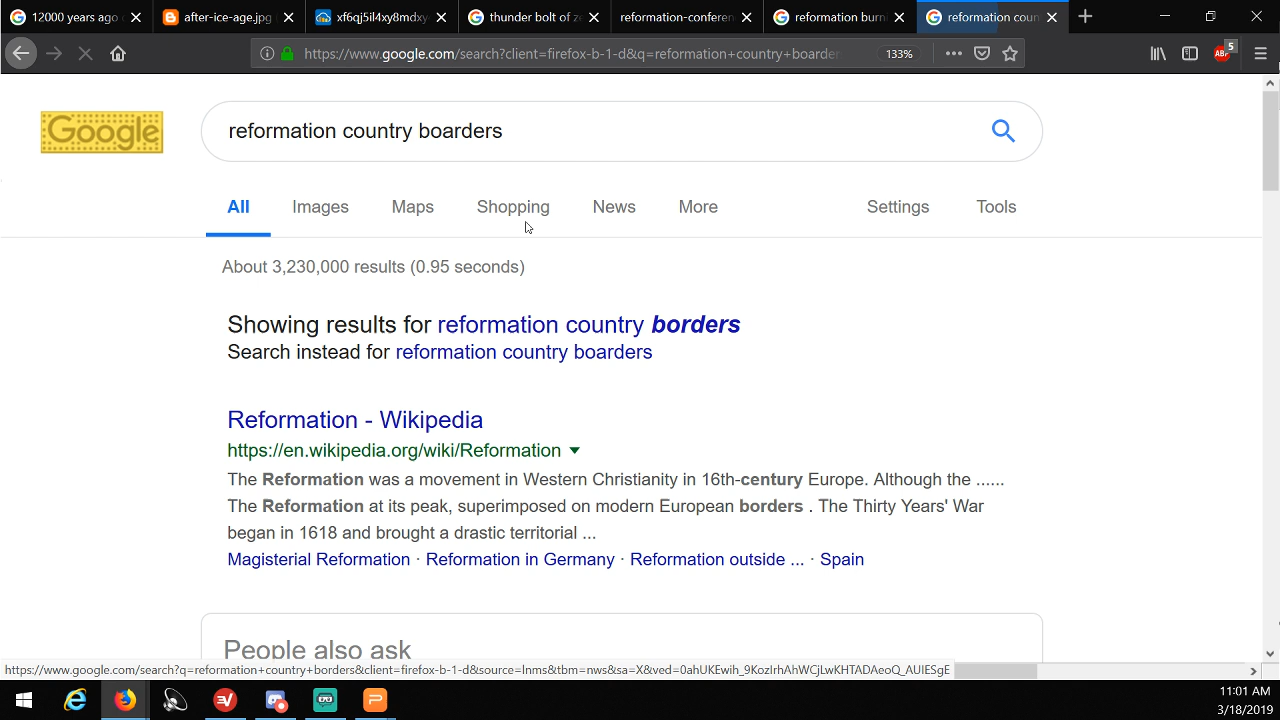 12000 years ago
after-ice-age.jpg
xf6qj5il4xy8mdxy
thunder bolt of ze
reformation-conferen
reformation burn
reformation coun
https://www.google.com/search?client=firefox-b-1-d&q=reformation+country+boarde
133%
ABP
5
Google
reformation country boarders
All
Images
Maps
Shopping
News
More
Settings
Tools
About 3,230,000 results (0.95 seconds)
Showing results for reformation country borders
Search instead for reformation country boarders
Reformation - Wikipedia
https://en.wikipedia.org/wiki/Reformation
The Reformation was a movement in Western Christianity in 16th-century Europe. Although the ......
The Reformation at its peak, superimposed on modern European borders . The Thirty Years' War
began in 1618 and brought a drastic territorial ...
Magisterial Reformation · Reformation in Germany · Reformation outside ... · Spain
People also ask
https://www.google.com/search?q=reformation+country+borders&client=firefox-b-1-d&source=lnms&tbm=nws&sa=X&ved=0ahUKEwih_9KozIrhAhWCjLwKHTADAeoQ_AUIESgE
11:01 AM
3/18/2019